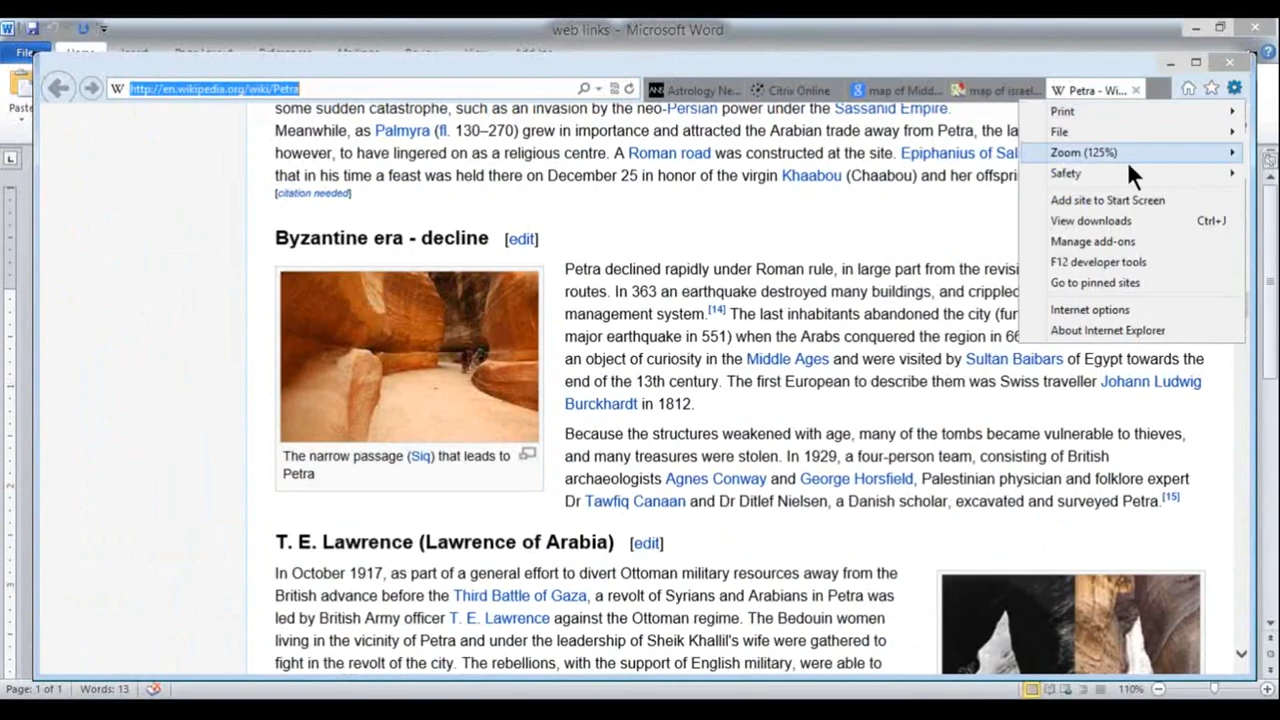 web links - Microsoft Word
File
Paste
W http://en.wikipedia.org/wiki/Petra
Astrology Ne...
Citrix Online
map of Midd...
map of israel...
W Petra - Wi...
some sudden catastrophe, such as an invasion by the neo-Persian power under the Sassanid Empire.
Meanwhile, as Palmyra (fl. 130–270) grew in importance and attracted the Arabian trade away from Petra, the la
however, to have lingered on as a religious centre. A Roman road was constructed at the site. Epiphanius of Sal
that in his time a feast was held there on December 25 in honor of the virgin Khaabou (Chaabou) and her offspri
[citation needed]
Print
File
Zoom (125%)
Safety
Add site to Start Screen
View downloads Ctrl+J
Manage add-ons
F12 developer tools
Go to pinned sites
Internet options
About Internet Explorer
Byzantine era - decline [edit]
The narrow passage (Siq) that leads to
Petra
Petra declined rapidly under Roman rule, in large part from the revisi
routes. In 363 an earthquake destroyed many buildings, and crippled
management system.[14] The last inhabitants abandoned the city (fur
major earthquake in 551) when the Arabs conquered the region in 66
an object of curiosity in the Middle Ages and were visited by Sultan Baibars of Egypt towards the
end of the 13th century. The first European to describe them was Swiss traveller Johann Ludwig
Burckhardt in 1812.
Because the structures weakened with age, many of the tombs became vulnerable to thieves,
and many treasures were stolen. In 1929, a four-person team, consisting of British
archaeologists Agnes Conway and George Horsfield, Palestinian physician and folklore expert
Dr Tawfiq Canaan and Dr Ditlef Nielsen, a Danish scholar, excavated and surveyed Petra.[15]
T. E. Lawrence (Lawrence of Arabia) [edit]
In October 1917, as part of a general effort to divert Ottoman military resources away from the
British advance before the Third Battle of Gaza, a revolt of Syrians and Arabians in Petra was
led by British Army officer T. E. Lawrence against the Ottoman regime. The Bedouin women
living in the vicinity of Petra and under the leadership of Sheik Khallil's wife were gathered to
fight in the revolt of the city. The rebellions, with the support of English military, were able to
Page: 1 of 1 Words: 13
110%